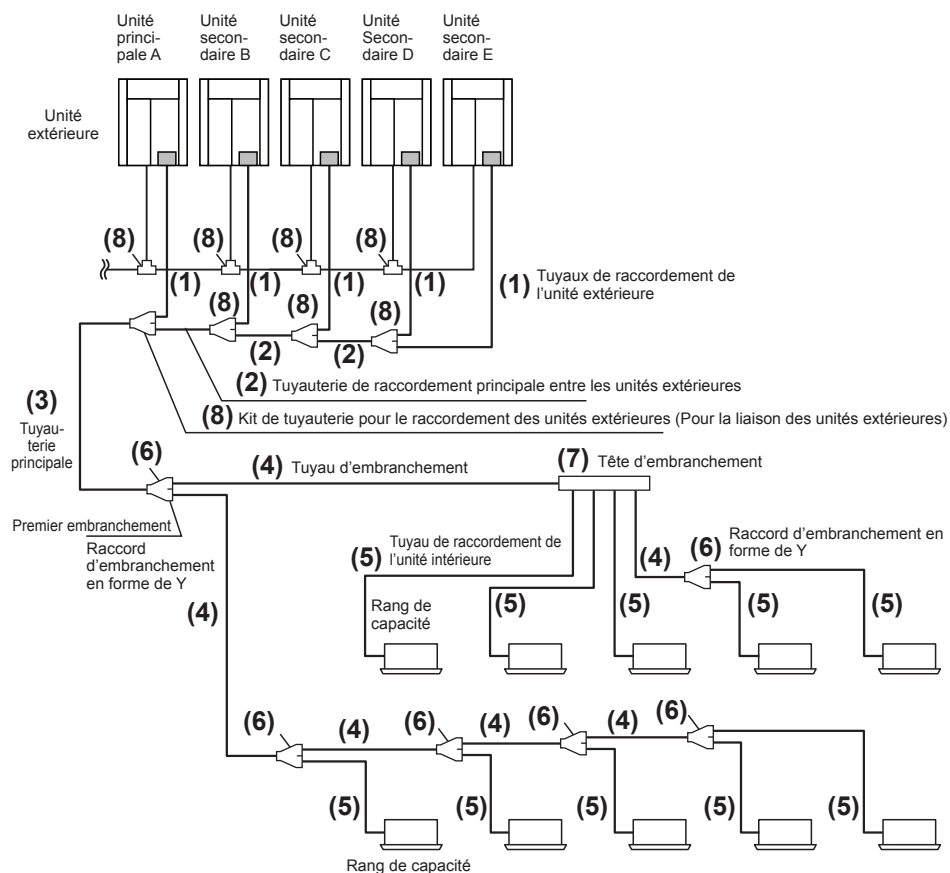 Unité
princi-
pale A
Unité
secon-
daire B
Unité
secon-
daire C
Unité
Secon-
daire D
Unité
secon-
daire E
Unité
extérieure
(8)
(8)
(8)
(8)
(1)
(1)
(1)
(1)
(1) Tuyaux de raccordement de
l'unité extérieure
(8)
(8)
(8)
(2)
(2)
(2) Tuyauterie de raccordement principale entre les unités extérieures
(8) Kit de tuyauterie pour le raccordement des unités extérieures (Pour la liaison des unités extérieures)
(3)
Tuyau-
terie
principale
(6)
(4) Tuyau d'embranchement
(7) Tête d'embranchement
Premier embranchement
Raccord
d'embranchement
en forme de Y
(4)
(5) Tuyau de raccordement de
l'unité intérieure
(4)
(6) Raccord d'embranchement en
forme de Y
Rang de
capacité
(5)
(5)
(5)
(5)
(6)
(4)
(6)
(4)
(6)
(4)
(6)
(5)
(5)
(5)
(5)
(5)
Rang de capacité